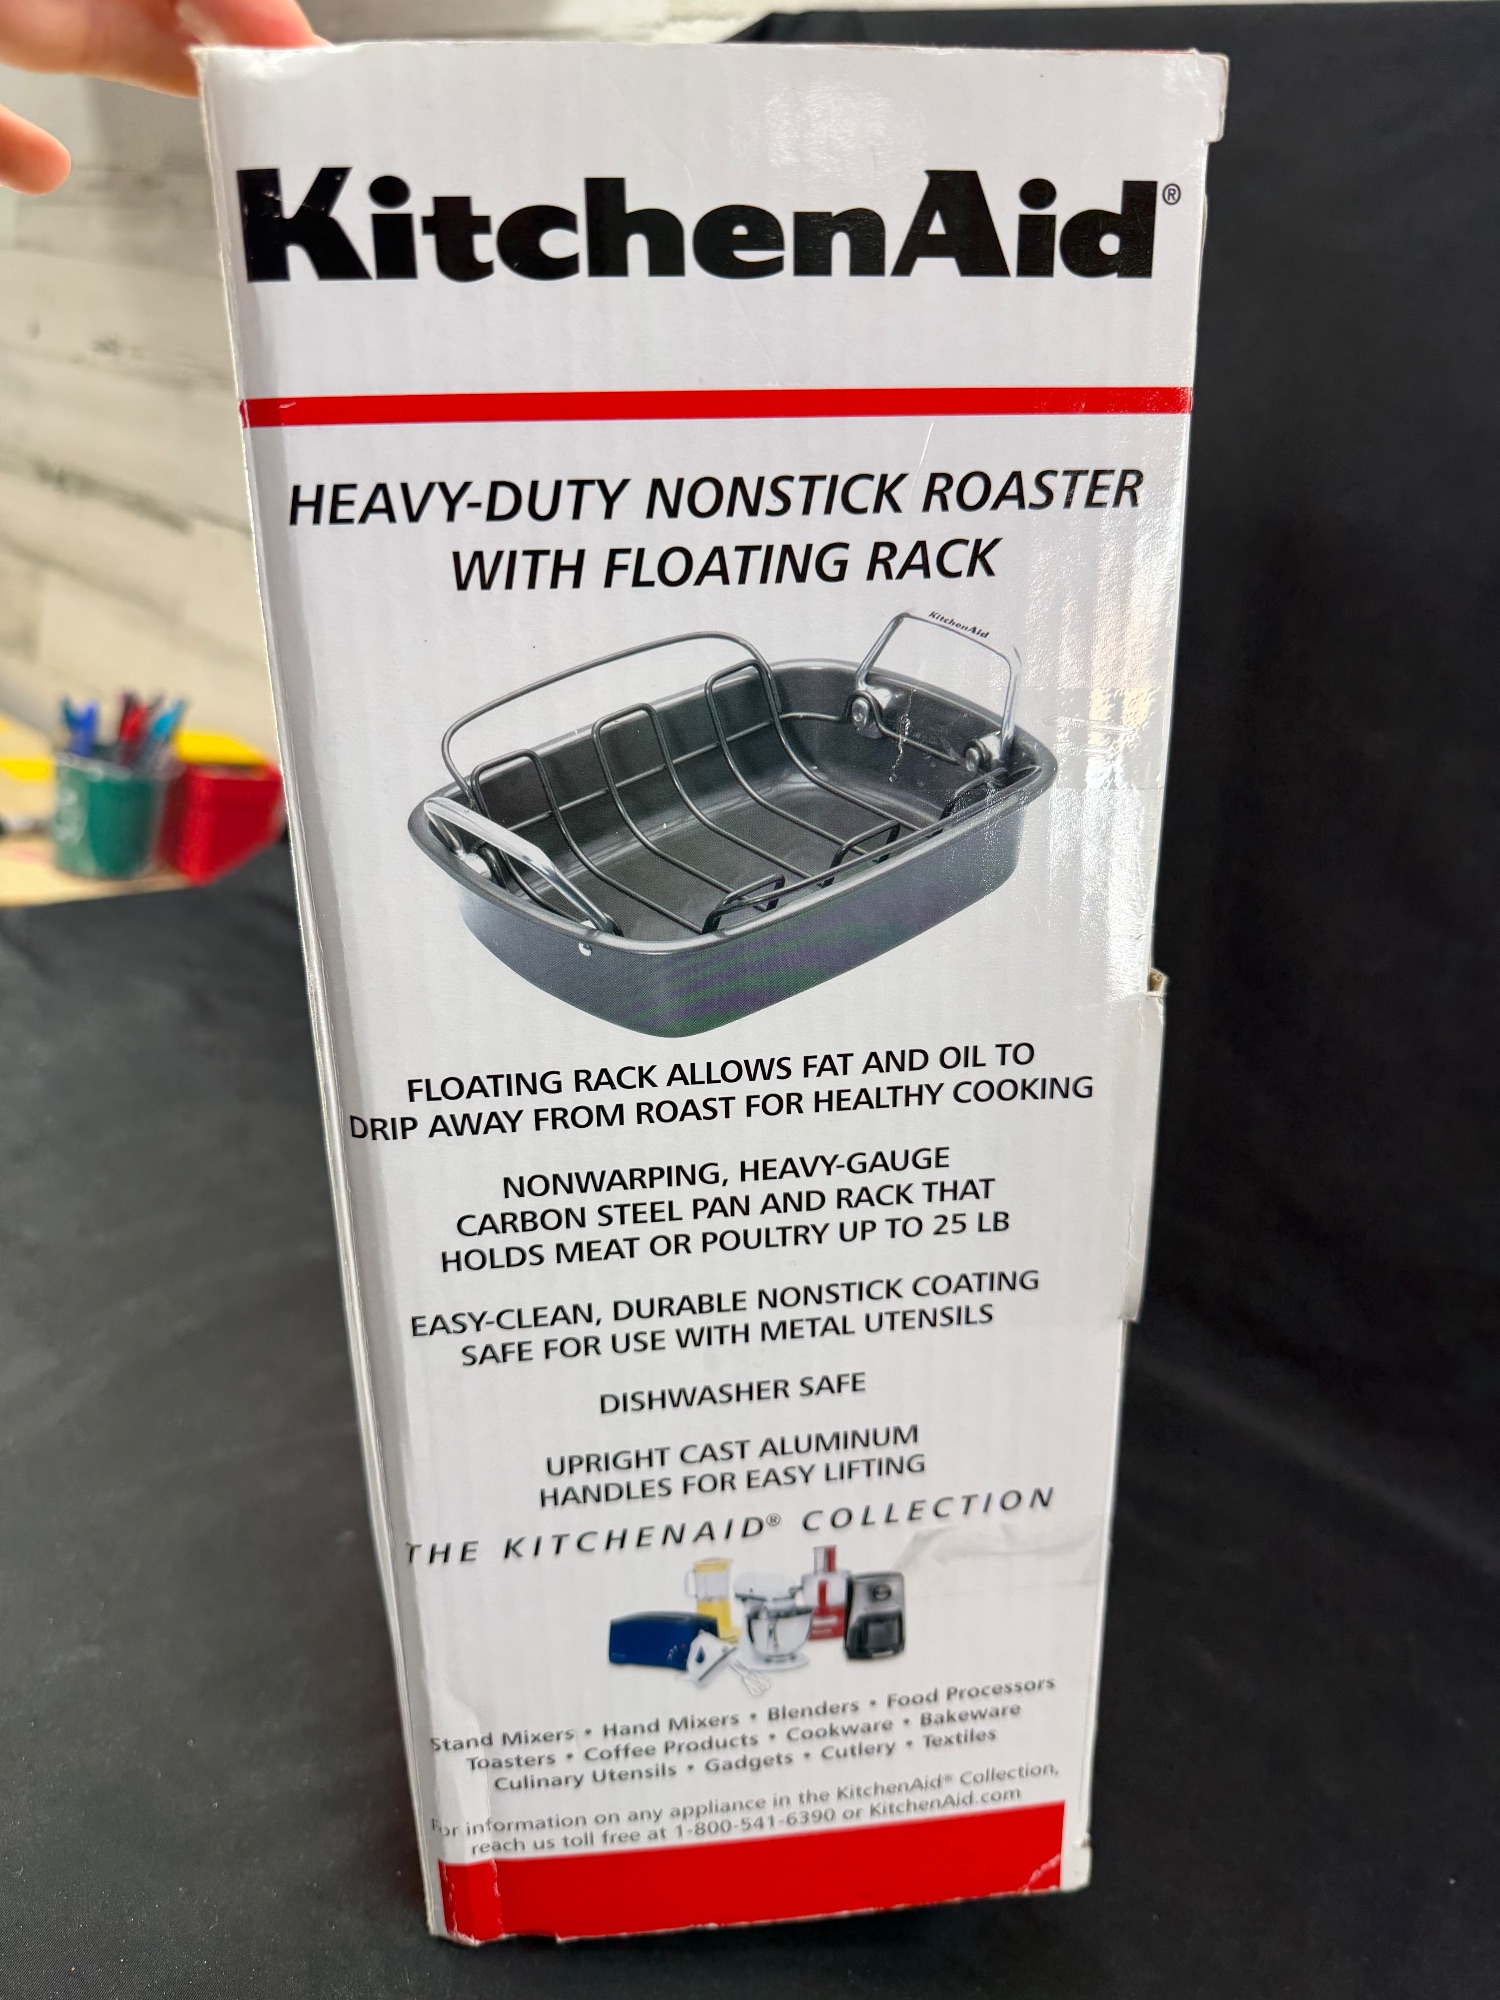 KitchenAid®
HEAVY-DUTY NONSTICK ROASTER
WITH FLOATING RACK
KitchenAid
FLOATING RACK ALLOWS FAT AND OIL TO
DRIP AWAY FROM ROAST FOR HEALTHY COOKING
NONWARPING, HEAVY-GAUGE
CARBON STEEL PAN AND RACK THAT
HOLDS MEAT OR POULTRY UP TO 25 LB
EASY-CLEAN, DURABLE NONSTICK COATING
SAFE FOR USE WITH METAL UTENSILS
DISHWASHER SAFE
UPRIGHT CAST ALUMINUM
HANDLES FOR EASY LIFTING
THE KITCHENAID® COLLECTION
Stand Mixers • Hand Mixers • Blenders • Food Processors
Toasters • Coffee Products • Cookware • Bakeware
Culinary Utensils • Gadgets • Cutlery • Textiles
For information on any appliance in the KitchenAid® Collection,
reach us toll free at 1-800-541-6390 or KitchenAid.com